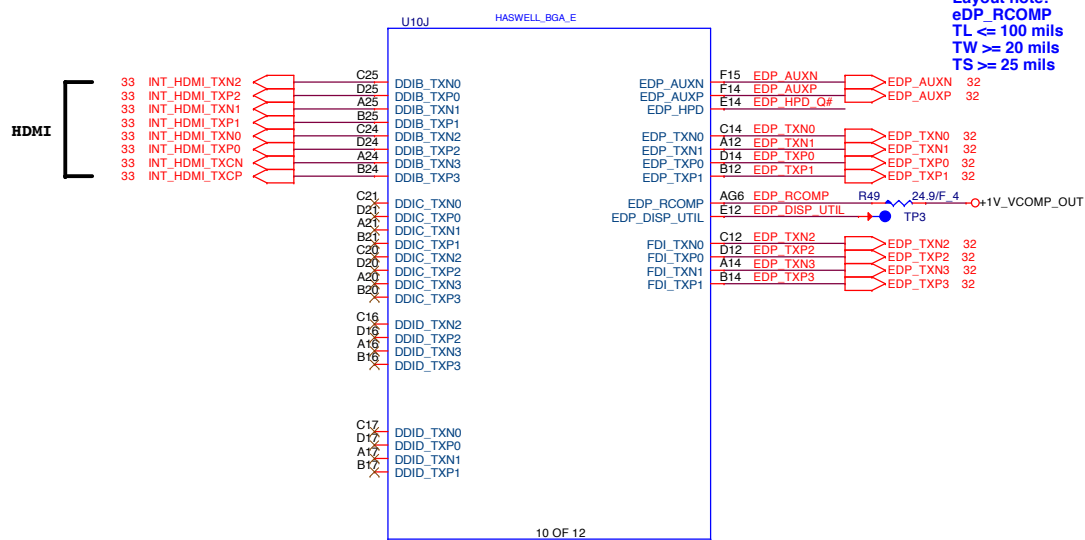 Layout note:
eDP_RCOMP
TL <= 100 mils
TW >= 20 mils
TS >= 25 mils
U10J HASWELL_BGA_E
HDMI
33 INT_HDMI_TXN2 C25 DDIB_TXN0
33 INT_HDMI_TXP2 D25 DDIB_TXP0
33 INT_HDMI_TXN1 A25 DDIB_TXN1
33 INT_HDMI_TXP1 B25 DDIB_TXP1
33 INT_HDMI_TXN0 C24 DDIB_TXN2
33 INT_HDMI_TXP0 D24 DDIB_TXP2
33 INT_HDMI_TXCN A24 DDIB_TXN3
33 INT_HDMI_TXCP B24 DDIB_TXP3
C21 DDIC_TXN0
D21 DDIC_TXP0
A21 DDIC_TXN1
B21 DDIC_TXP1
C20 DDIC_TXN2
D20 DDIC_TXP2
A20 DDIC_TXN3
B20 DDIC_TXP3
C16 DDID_TXN2
D16 DDID_TXP2
A16 DDID_TXN3
B16 DDID_TXP3
C17 DDID_TXN0
D17 DDID_TXP0
A17 DDID_TXN1
B17 DDID_TXP1
EDP_AUXN F15 EDP_AUXN EDP_AUXN 32
EDP_AUXP F14 EDP_AUXP EDP_AUXP 32
EDP_HPD E14 EDP_HPD_Q#
EDP_TXN0 C14 EDP_TXN0 EDP_TXN0 32
EDP_TXN1 A12 EDP_TXN1 EDP_TXN1 32
EDP_TXP0 D14 EDP_TXP0 EDP_TXP0 32
EDP_TXP1 B12 EDP_TXP1 EDP_TXP1 32
EDP_RCOMP AG6 EDP_RCOMP R49 24.9/F_4 +1V_VCOMP_OUT
EDP_DISP_UTIL E12 EDP_DISP_UTIL TP3
FDI_TXN0 C12 EDP_TXN2 EDP_TXN2 32
FDI_TXP0 D12 EDP_TXP2 EDP_TXP2 32
FDI_TXN1 A14 EDP_TXN3 EDP_TXN3 32
FDI_TXP1 B14 EDP_TXP3 EDP_TXP3 32
10 OF 12